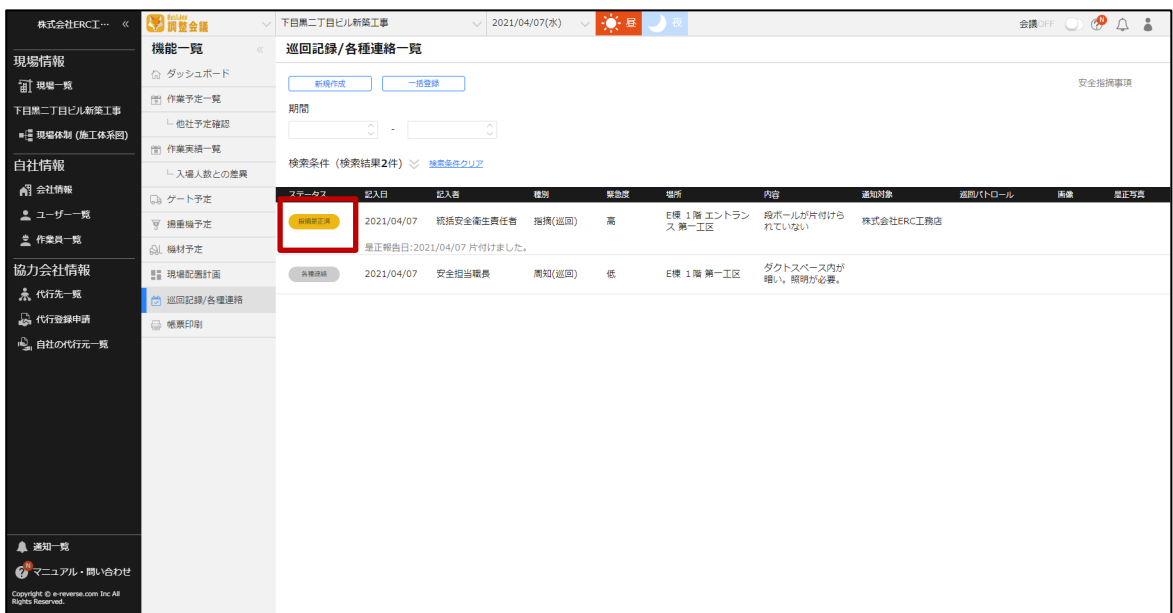 株式会社ERC工… «
現場情報
現場一覧
下目黒二丁目ビル新築工事
現場体制 (施工体系図)
自社情報
会社情報
ユーザー一覧
作業員一覧
協力会社情報
代行先一覧
代行登録申請
自社の代行元一覧
通知一覧
マニュアル・問い合わせ
Copyright © e-reverse.com Inc All
Rights Reserved.
調整会議
機能一覧 «
ダッシュボード
作業予定一覧
他社予定確認
作業実績一覧
入場人数との差異
ゲート予定
揚重機予定
機材予定
現場配置計画
巡回記録/各種連絡
帳票印刷
下目黒二丁目ビル新築工事 2021/04/07(水) 昼 夜 会議OFF
巡回記録/各種連絡一覧
新規作成 一括登録 安全指摘事項
期間
-
検索条件（検索結果2件） 検索条件クリア
ステータス 記入日 記入者 種別 緊急度 場所 内容 通知対象 巡回パトロール 画像 是正写真
指摘是正済 2021/04/07 統括安全衛生責任者 指摘(巡回) 高 E棟 1階 エントラン 段ボールが片付けら 株式会社ERC工務店
ス 第一工区 れていない
是正報告日:2021/04/07 片付けました。
各種連絡 2021/04/07 安全担当職長 周知(巡回) 低 E棟 1階 第一工区 ダクトスペース内が
暗い。照明が必要。